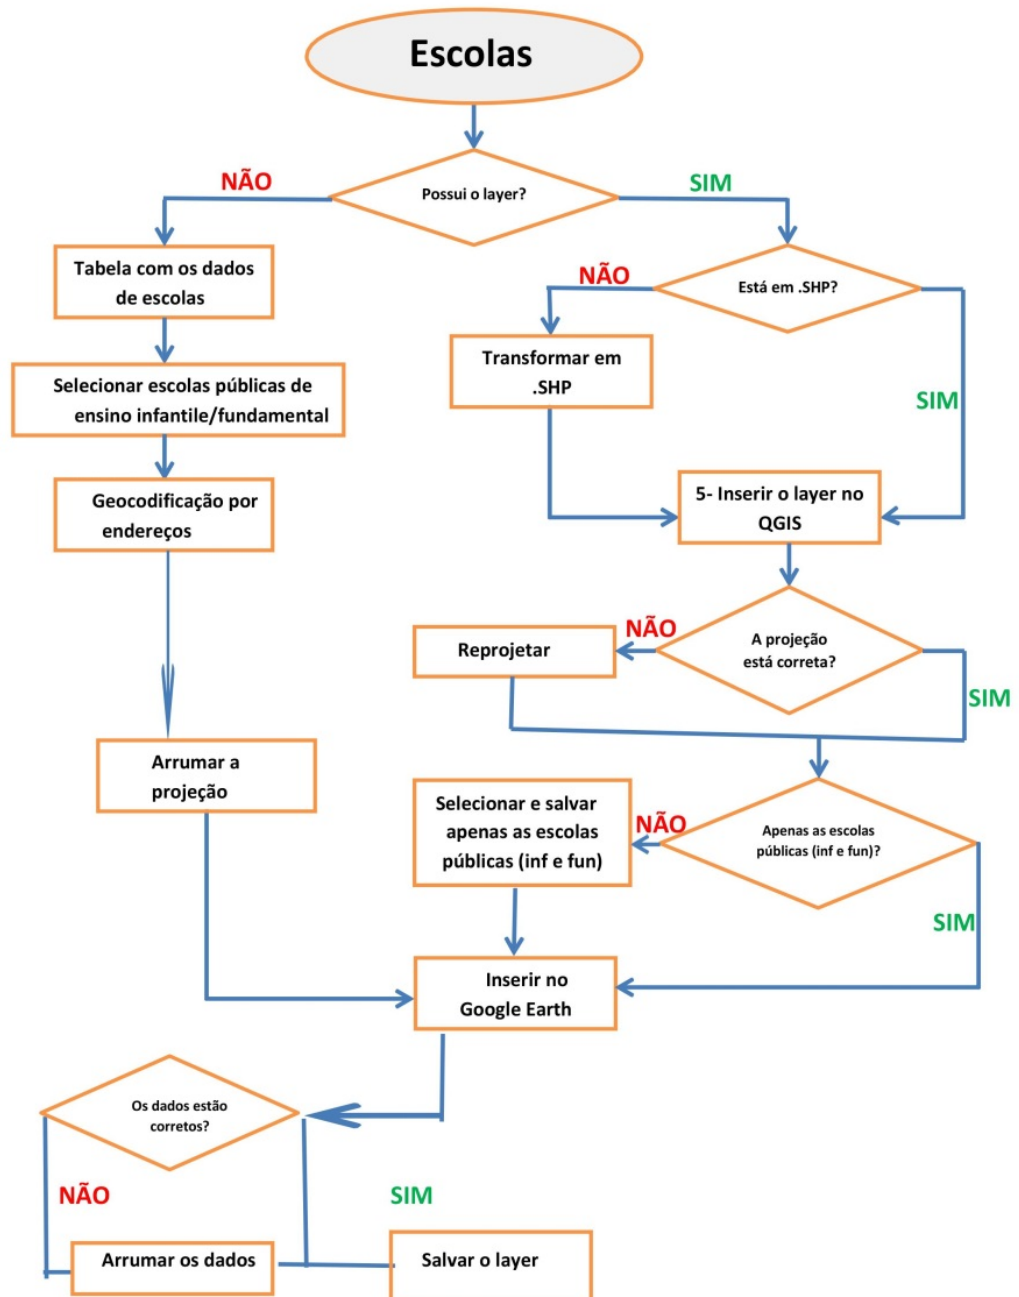 Escolas
Possui o layer?
NÃO
SIM
Tabela com os dados
de escolas
NÃO
Está em .SHP?
Transformar em
.SHP
SIM
Selecionar escolas públicas de
ensino infantile/fundamental
Geocodificação por
endereços
5- Inserir o layer no
QGIS
NÃO
A projeção
está correta?
Reprojetar
SIM
Arrumar a
projeção
Selecionar e salvar
apenas as escolas
públicas (inf e fun)
NÃO
Apenas as escolas
públicas (inf e fun)?
SIM
Inserir no
Google Earth
Os dados estão
corretos?
NÃO
SIM
Arrumar os dados
Salvar o layer